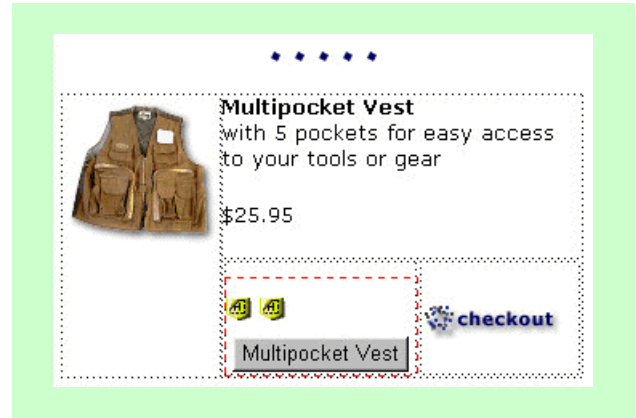 Multipocket Vest
with 5 pockets for easy access
to your tools or gear
$25.95
checkout
Multipocket Vest